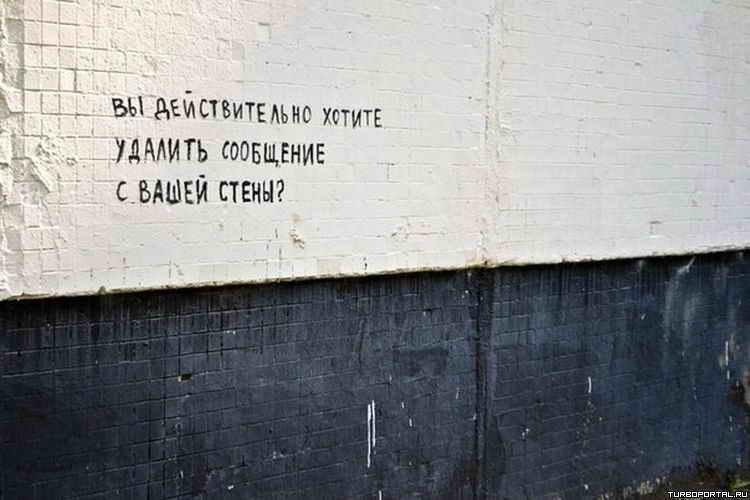 ВЫ ДЕЙСТВИТЕЛЬНО ХОТИТЕ
УДАЛИТЬ СООБЩЕНИЕ
С ВАШЕЙ СТЕНЫ?
TURBOPORTAL.RU